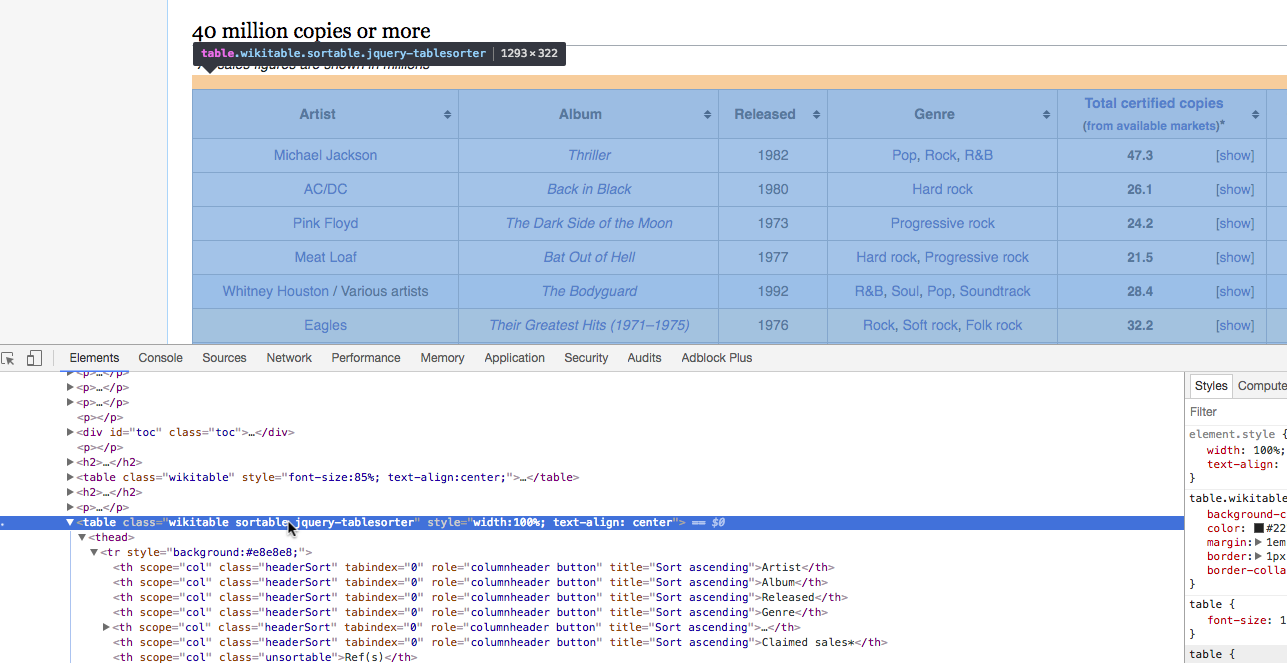 40 million copies or more
table.wikitable.sortable.jquery-tablesorter 1293×322
sales figures are shown in millions
Artist Album Released Genre Total certified copies
(from available markets)*
Michael Jackson Thriller 1982 Pop, Rock, R&B 47.3 [show]
AC/DC Back in Black 1980 Hard rock 26.1 [show]
Pink Floyd The Dark Side of the Moon 1973 Progressive rock 24.2 [show]
Meat Loaf Bat Out of Hell 1977 Hard rock, Progressive rock 21.5 [show]
Whitney Houston / Various artists The Bodyguard 1992 R&B, Soul, Pop, Soundtrack 28.4 [show]
Eagles Their Greatest Hits (1971–1975) 1976 Rock, Soft rock, Folk rock 32.2 [show]
Elements Console Sources Network Performance Memory Application Security Audits Adblock Plus
<p>…</p>
<p>…</p>
<p>…</p>
<p></p>
<div id="toc" class="toc">…</div>
<p></p>
<h2>…</h2>
<table class="wikitable" style="font-size:85%; text-align:center;">…</table>
<h2>…</h2>
<p>…</p>
<table class="wikitable sortable jquery-tablesorter" style="width:100%; text-align: center"> == $0
<thead>
<tr style="background:#e8e8e8;">
<th scope="col" class="headerSort" tabindex="0" role="columnheader button" title="Sort ascending">Artist</th>
<th scope="col" class="headerSort" tabindex="0" role="columnheader button" title="Sort ascending">Album</th>
<th scope="col" class="headerSort" tabindex="0" role="columnheader button" title="Sort ascending">Released</th>
<th scope="col" class="headerSort" tabindex="0" role="columnheader button" title="Sort ascending">Genre</th>
<th scope="col" class="headerSort" tabindex="0" role="columnheader button" title="Sort ascending">…</th>
<th scope="col" class="headerSort" tabindex="0" role="columnheader button" title="Sort ascending">Claimed sales*</th>
<th scope="col" class="unsortable">Ref(s)</th>
Styles Compute
Filter
element.style {
width: 100%;
text-align:
}
table.wikitable
background-c
color: #22
margin: 1em
border: 1px
border-colla
}
table {
font-size: 1
}
table {